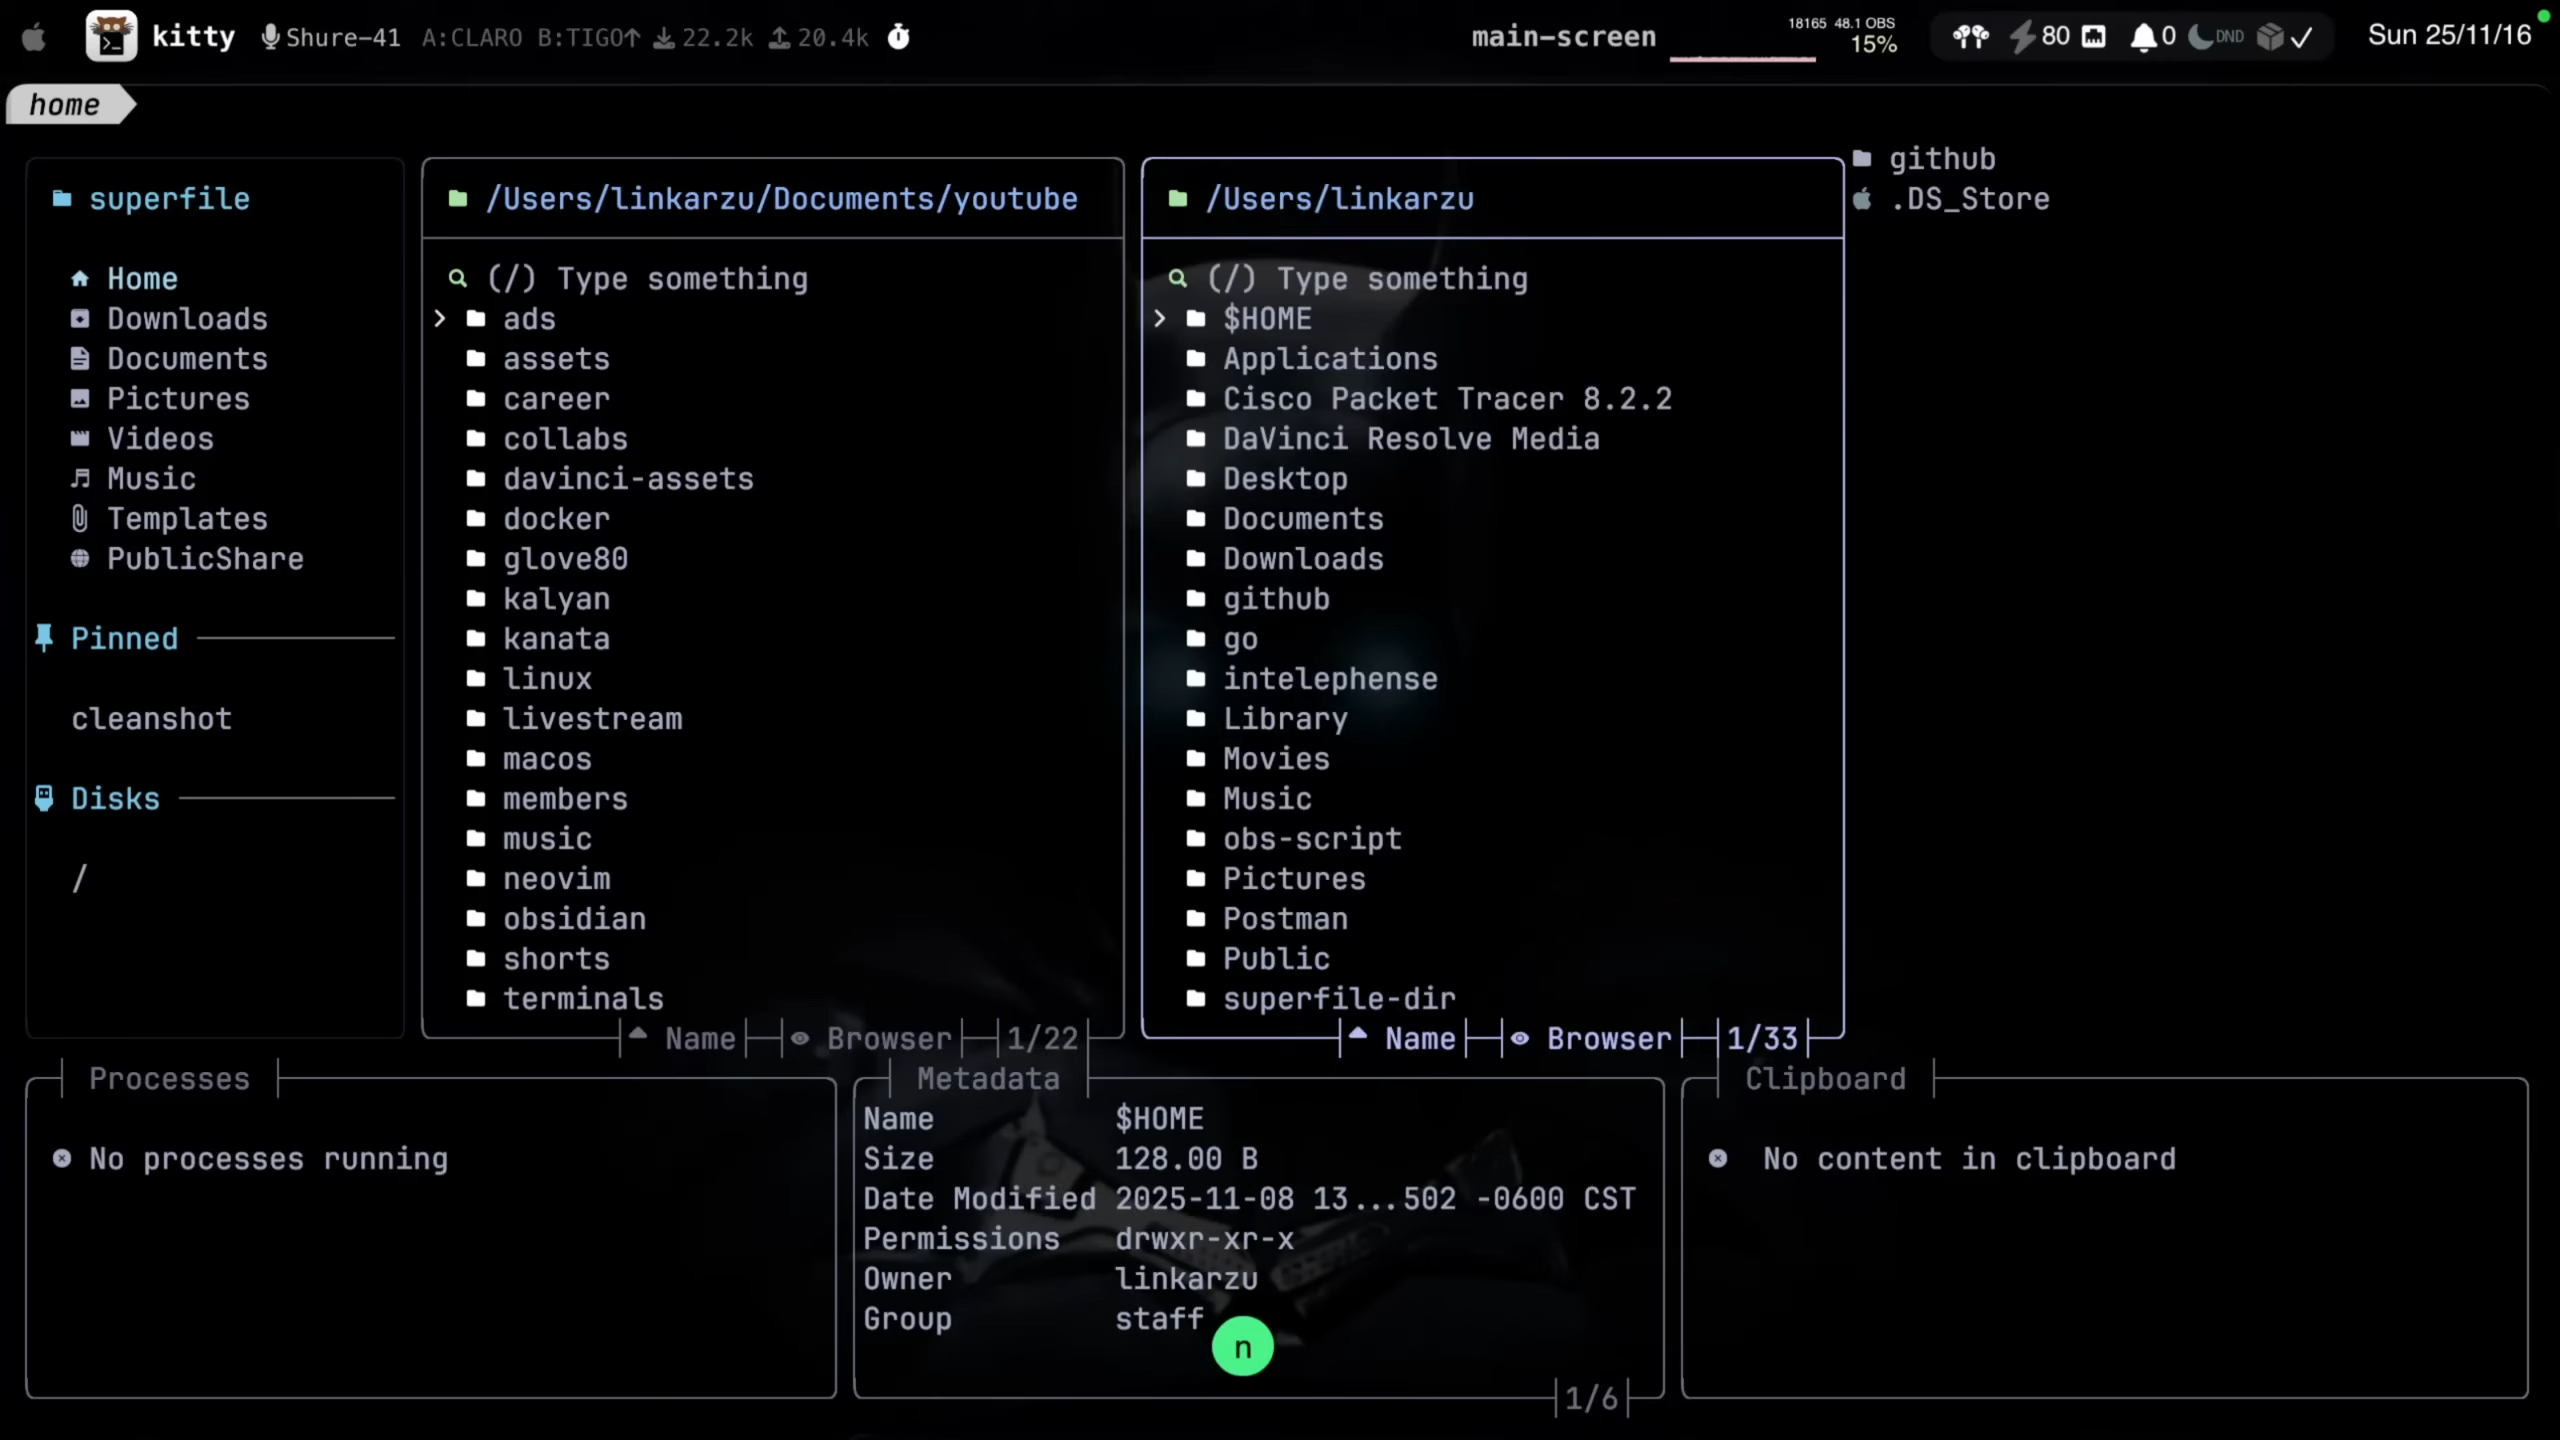 kitty Shure-41 A:CLARO B:TIGO↑ 22.2k 20.4k main-screen 18165 48.1 OBS 15% 80 0 DND Sun 25/11/16
home
superfile
Home
Downloads
Documents
Pictures
Videos
Music
Templates
PublicShare
Pinned
cleanshot
Disks
/
/Users/linkarzu/Documents/youtube
(/) Type something
> ads
assets
career
collabs
davinci-assets
docker
glove80
kalyan
kanata
linux
livestream
macos
members
music
neovim
obsidian
shorts
terminals
Name Browser 1/22
/Users/linkarzu
(/) Type something
> $HOME
Applications
Cisco Packet Tracer 8.2.2
DaVinci Resolve Media
Desktop
Documents
Downloads
github
go
intelephense
Library
Movies
Music
obs-script
Pictures
Postman
Public
superfile-dir
Name Browser 1/33
github
.DS_Store
Processes
No processes running
Metadata
Name $HOME
Size 128.00 B
Date Modified 2025-11-08 13...502 -0600 CST
Permissions drwxr-xr-x
Owner linkarzu
Group staff
n
1/6
Clipboard
No content in clipboard